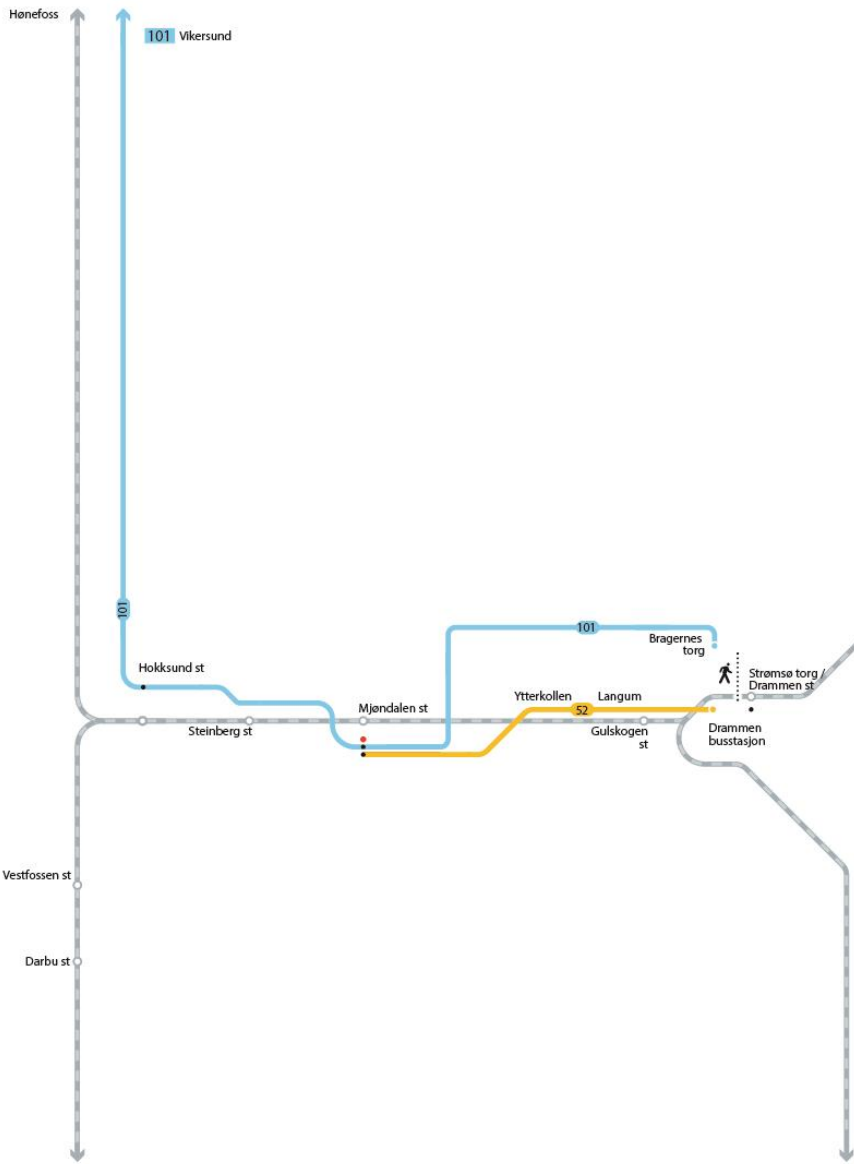 Hønefoss
101 Vikersund
101
101
Bragernes
torg
Hokksund st
Strømsø torg /
Drammen st
Mjøndalen st
Ytterkollen
Langum
52
Steinberg st
Gulskogen
st
Drammen
busstasjon
Vestfossen st
Darbu st